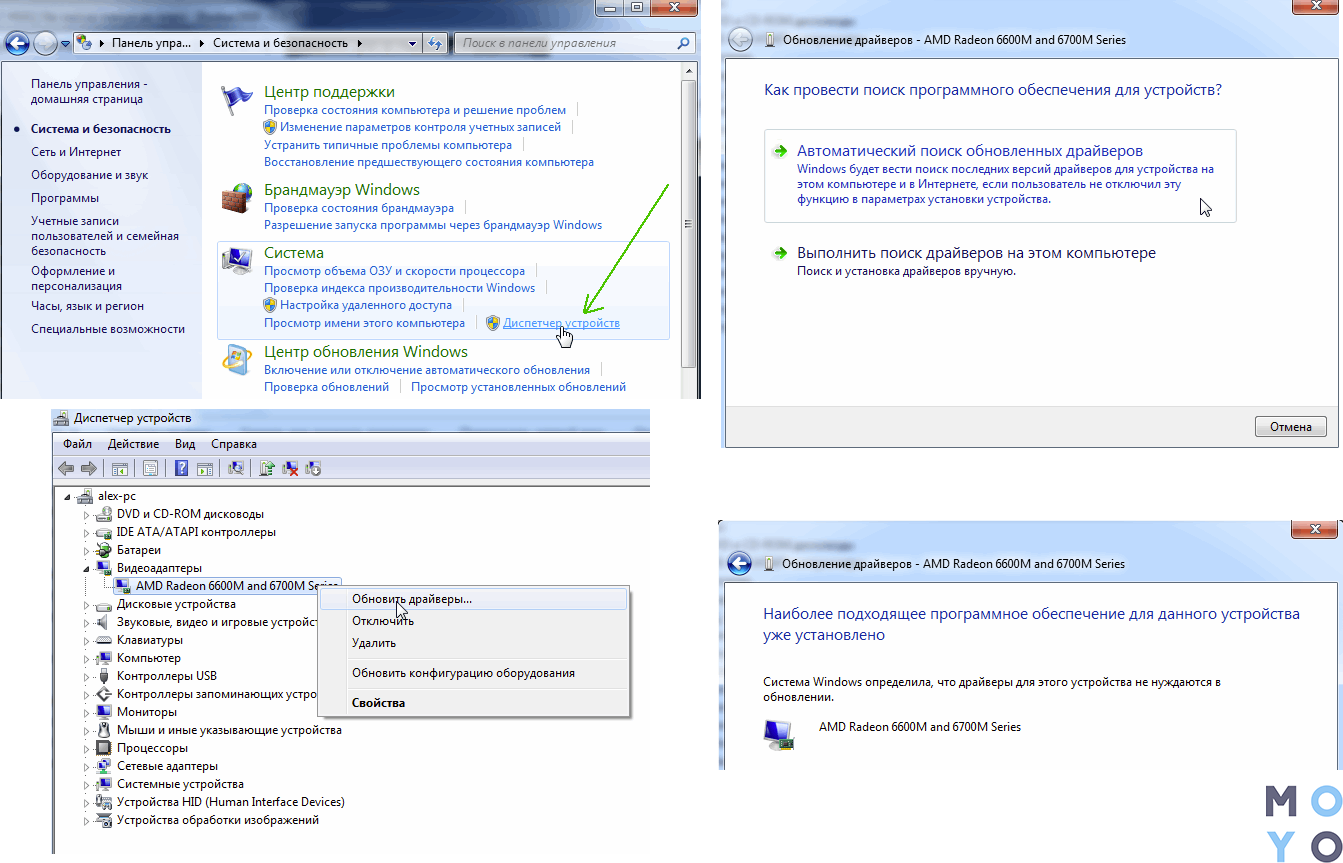 Панель упра...
Система и безопасность
Поиск в панели управления
Панель управления -
домашняя страница
Система и безопасность
Сеть и Интернет
Оборудование и звук
Программы
Учетные записи
пользователей и семейная
безопасность
Оформление и
персонализация
Часы, язык и регион
Специальные возможности
Центр поддержки
Проверка состояния компьютера и решение проблем
Изменение параметров контроля учетных записей
Устранить типичные проблемы компьютера
Восстановление предшествующего состояния компьютера
Брандмауэр Windows
Проверка состояния брандмауэра
Разрешение запуска программы через брандмауэр Windows
Система
Просмотр объема ОЗУ и скорости процессора
Проверка индекса производительности Windows
Настройка удаленного доступа
Просмотр имени этого компьютера Диспетчер устройств
Центр обновления Windows
Включение или отключение автоматического обновления
Проверка обновлений Просмотр установленных обновлений
Обновление драйверов - AMD Radeon 6600M and 6700M Series
Как провести поиск программного обеспечения для устройств?
Автоматический поиск обновленных драйверов
Windows будет вести поиск последних версий драйверов для устройства на
этом компьютере и в Интернете, если пользователь не отключил эту
функцию в параметрах установки устройства.
Выполнить поиск драйверов на этом компьютере
Поиск и установка драйверов вручную.
Отмена
Диспетчер устройств
Файл Действие Вид Справка
alex-pc
DVD и CD-ROM дисководы
IDE ATA/ATAPI контроллеры
Батареи
Видеоадаптеры
AMD Radeon 6600M and 6700M Series
Дисковые устройства
Звуковые, видео и игровые устройст
Клавиатуры
Компьютер
Контроллеры USB
Контроллеры запоминающих устро
Мониторы
Мыши и иные указывающие устройства
Процессоры
Сетевые адаптеры
Системные устройства
Устройства HID (Human Interface Devices)
Устройства обработки изображений
Обновить драйверы...
Отключить
Удалить
Обновить конфигурацию оборудования
Свойства
Обновление драйверов - AMD Radeon 6600M and 6700M Series
Наиболее подходящее программное обеспечение для данного устройства
уже установлено
Система Windows определила, что драйверы для этого устройства не нуждаются в
обновлении.
AMD Radeon 6600M and 6700M Series
MO
YO